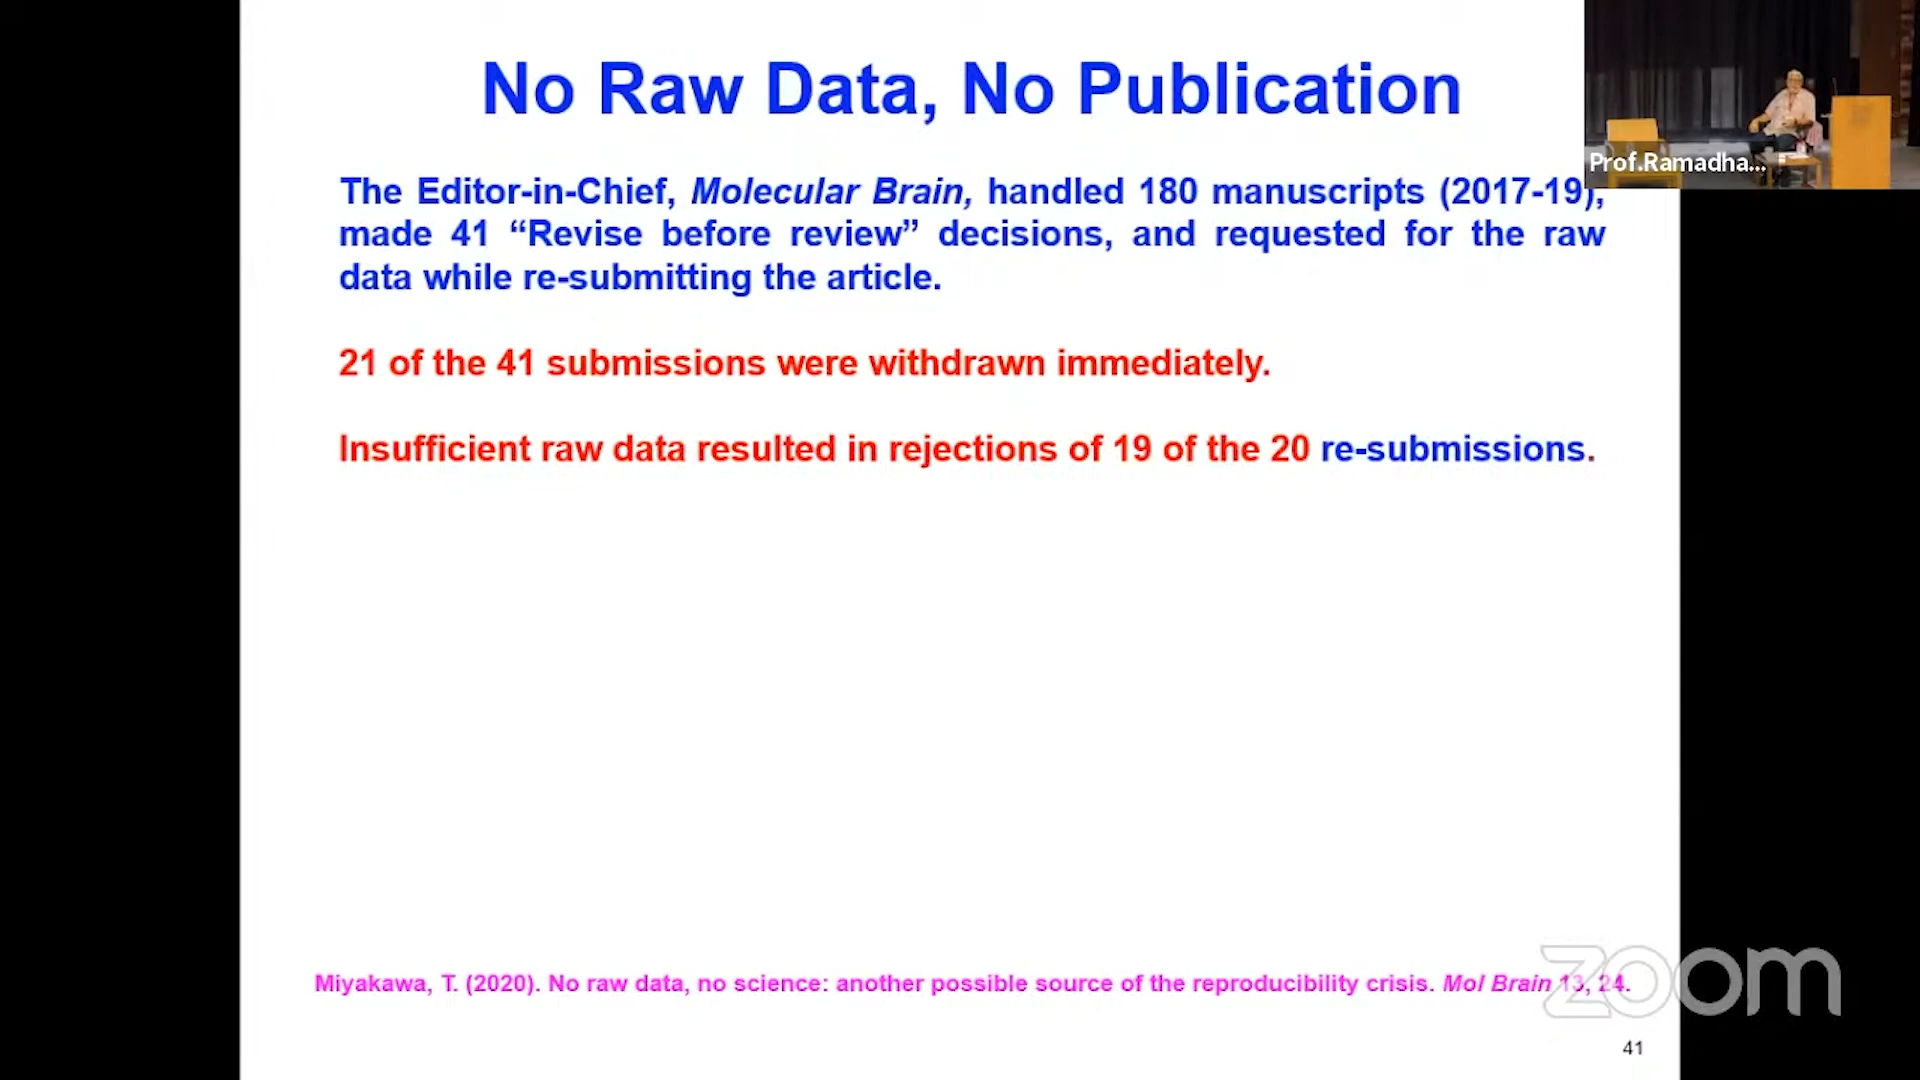 No Raw Data, No Publication
Prof.Ramadha...
The Editor-in-Chief, Molecular Brain, handled 180 manuscripts (2017-19),
made 41 “Revise before review” decisions, and requested for the raw
data while re-submitting the article.
21 of the 41 submissions were withdrawn immediately.
Insufficient raw data resulted in rejections of 19 of the 20 re-submissions.
Miyakawa, T. (2020). No raw data, no science: another possible source of the reproducibility crisis. Mol Brain 13, 24.
zoom
41